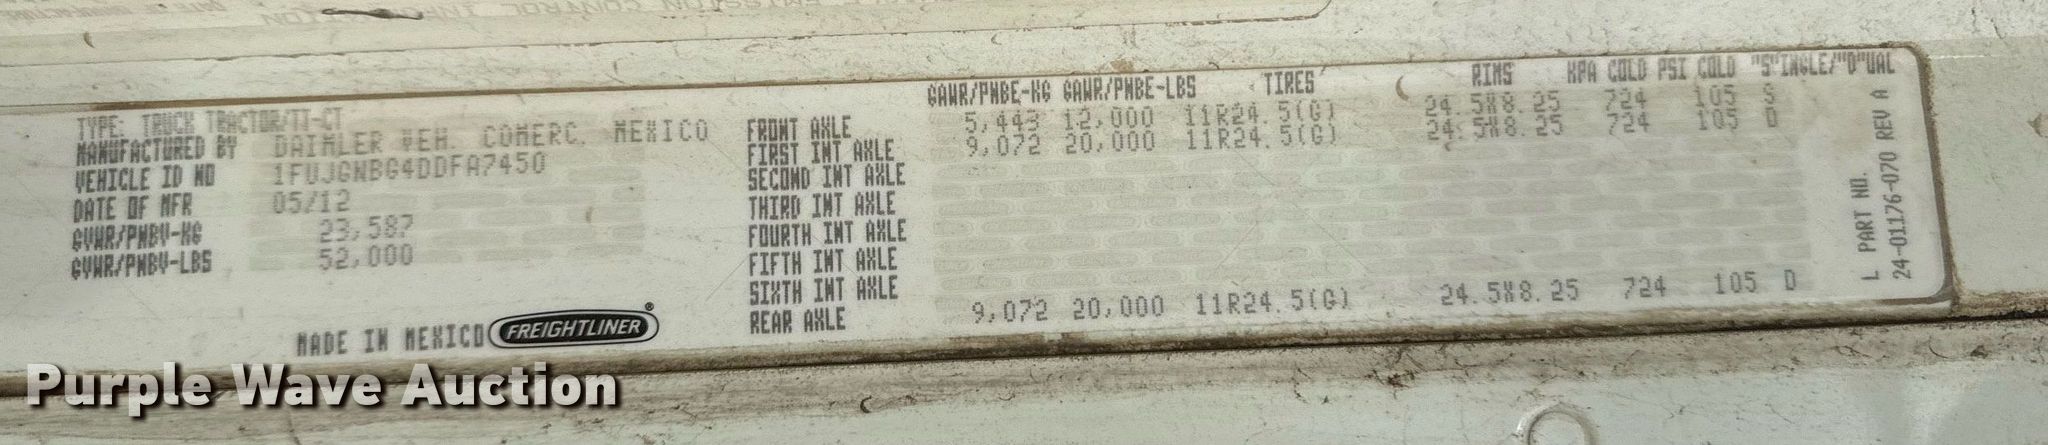 TYPE: TRUCK TRACTOR/TT-CT
MANUFACTURED BY DAIMLER VEH. COMERC. MEXICO
VEHICLE ID NO 1FUJGNBG4DDFA7450
DATE OF MFR 05/12
GVWR/PNBV-KG 23,587
GVWR/PNBV-LBS 52,000
MADE IN MEXICO FREIGHTLINER®
GAWR/PNBE-KG GAWR/PNBE-LBS TIRES RIMS KPA COLD PSI COLD "S"INGLE/"D"UAL
FRONT AXLE 5,443 12,000 11R24.5(G) 24.5X8.25 724 105 S
FIRST INT AXLE 9,072 20,000 11R24.5(G) 24.5X8.25 724 105 D
SECOND INT AXLE
THIRD INT AXLE
FOURTH INT AXLE
FIFTH INT AXLE
SIXTH INT AXLE
REAR AXLE 9,072 20,000 11R24.5(G) 24.5X8.25 724 105 D
L PART NO.
24-01176-070 REV A
Purple Wave Auction